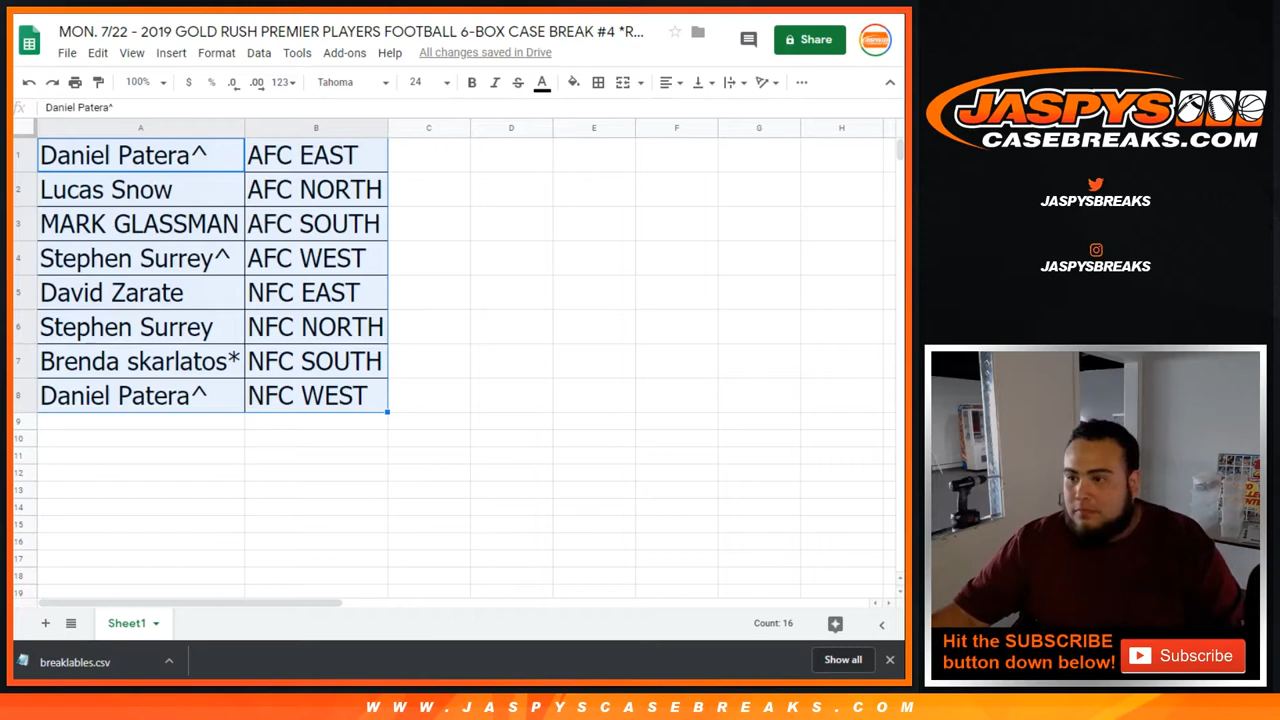 MON. 7/22 - 2019 GOLD RUSH PREMIER PLAYERS FOOTBALL 6-BOX CASE BREAK #4 *R...
File Edit View Insert Format Data Tools Add-ons Help All changes saved in Drive
Share
100% $ % .0 .00 123 Tahoma 24 B I S A
fx Daniel Patera^
A B C D E F G H
1 Daniel Patera^ AFC EAST
2 Lucas Snow AFC NORTH
3 MARK GLASSMAN AFC SOUTH
4 Stephen Surrey^ AFC WEST
5 David Zarate NFC EAST
6 Stephen Surrey NFC NORTH
7 Brenda skarlatos* NFC SOUTH
8 Daniel Patera^ NFC WEST
9
10
11
12
13
14
15
16
17
18
19
Sheet1
Count: 16
breaklables.csv
Show all
JASPYS
CASEBREAKS.COM
JASPYSBREAKS
JASPYSBREAKS
Hit the SUBSCRIBE
button down below!
Subscribe
WWW.JASPYSCASEBREAKS.COM